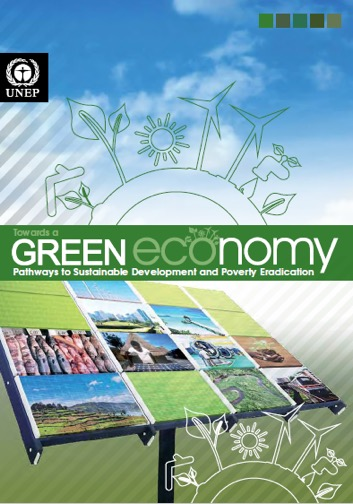 UNEP
Towards a
GREEN economy
Pathways to Sustainable Development and Poverty Eradication